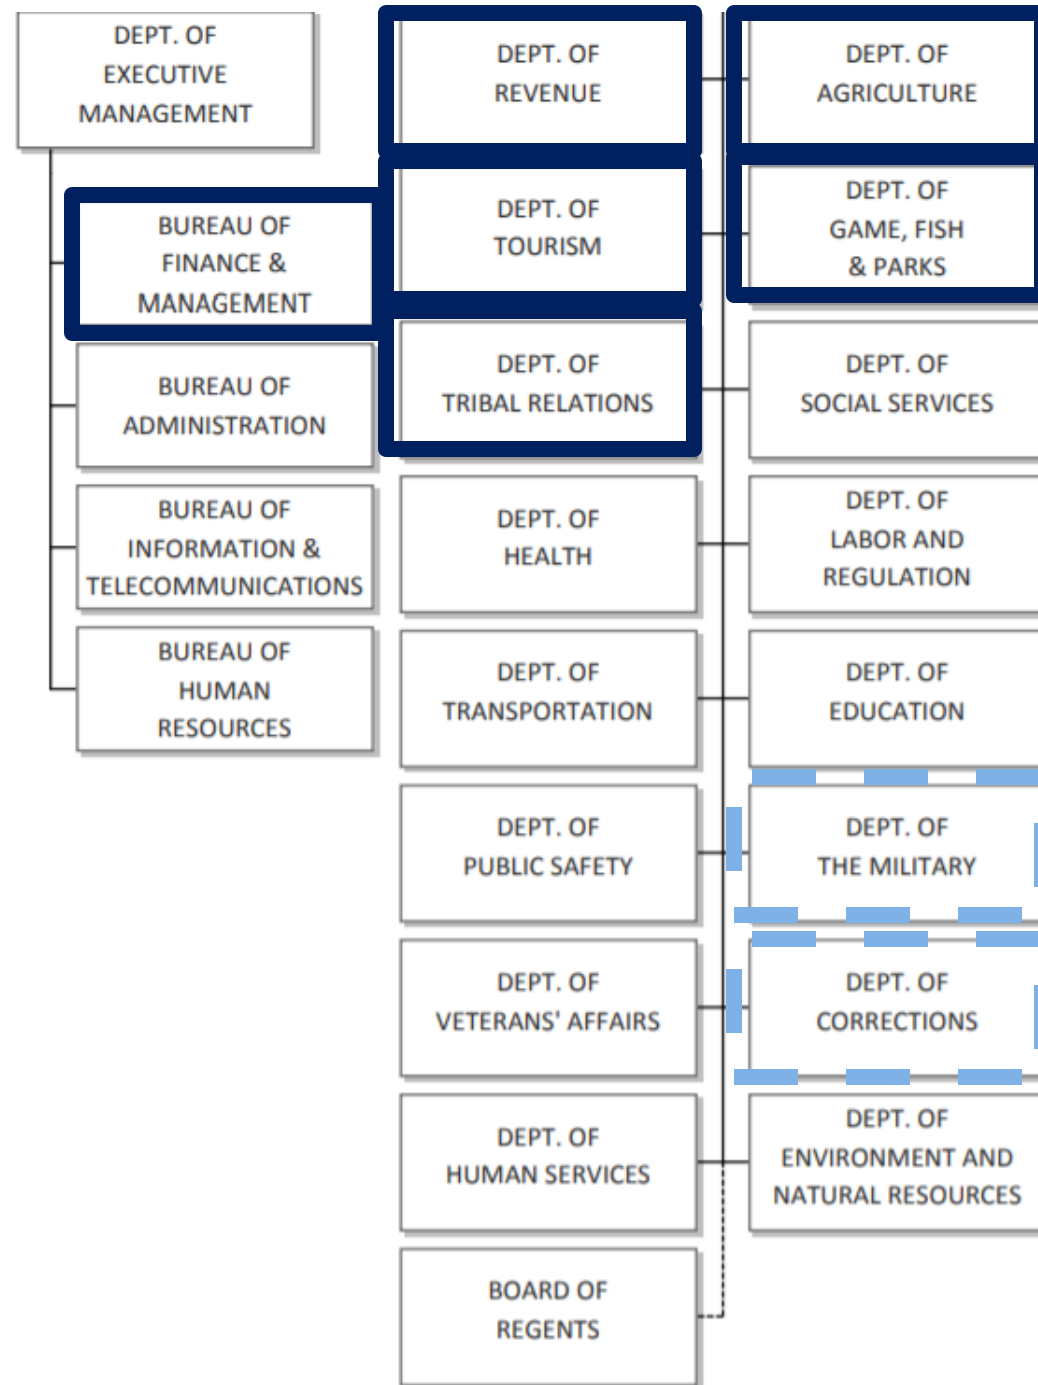 DEPT. OF
EXECUTIVE
MANAGEMENT
BUREAU OF
FINANCE &
MANAGEMENT
BUREAU OF
ADMINISTRATION
BUREAU OF
INFORMATION &
TELECOMMUNICATIONS
BUREAU OF
HUMAN
RESOURCES
DEPT. OF
REVENUE
DEPT. OF
TOURISM
DEPT. OF
TRIBAL RELATIONS
DEPT. OF
HEALTH
DEPT. OF
TRANSPORTATION
DEPT. OF
PUBLIC SAFETY
DEPT. OF
VETERANS' AFFAIRS
DEPT. OF
HUMAN SERVICES
BOARD OF
REGENTS
DEPT. OF
AGRICULTURE
DEPT. OF
GAME, FISH
& PARKS
DEPT. OF
SOCIAL SERVICES
DEPT. OF
LABOR AND
REGULATION
DEPT. OF
EDUCATION
DEPT. OF
THE MILITARY
DEPT. OF
CORRECTIONS
DEPT. OF
ENVIRONMENT AND
NATURAL RESOURCES